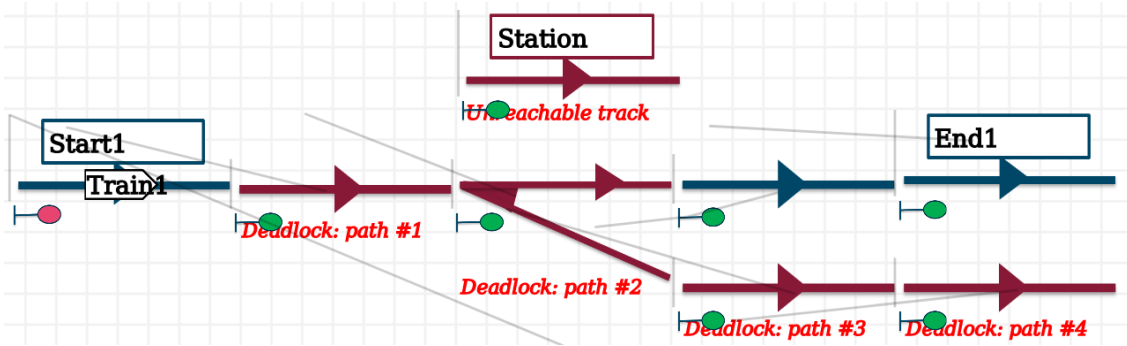 Station
Unreachable track
Start1
End1
Train1
Deadlock: path #1
Deadlock: path #2
Deadlock: path #3
Deadlock: path #4